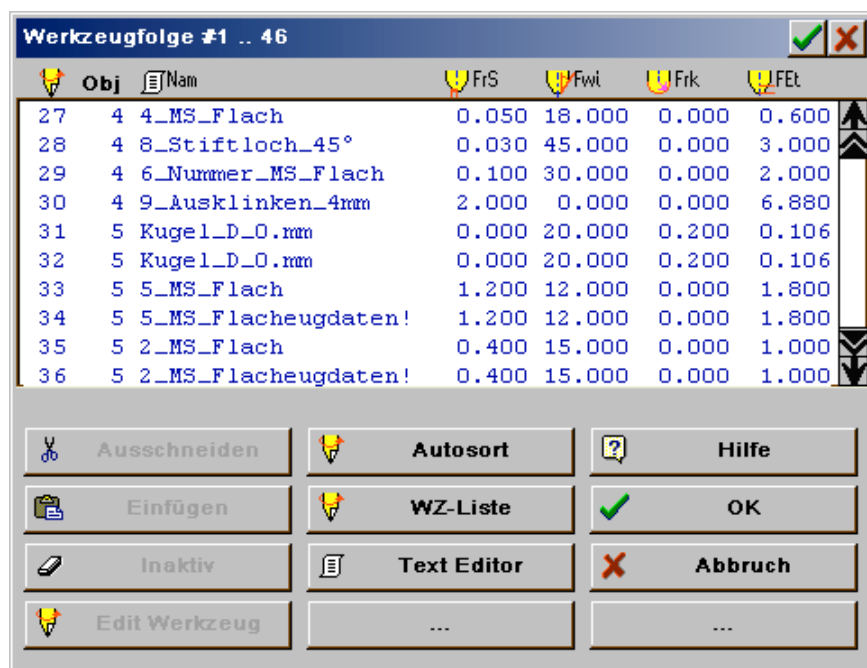 Werkzeugfolge #1 .. 46
Obj Nam FrS Fwi Frk FEt
27 4 4_MS_Flach 0.050 18.000 0.000 0.600
28 4 8_Stiftloch_45° 0.030 45.000 0.000 3.000
29 4 6_Nummer_MS_Flach 0.100 30.000 0.000 2.000
30 4 9_Ausklinken_4mm 2.000 0.000 0.000 6.880
31 5 Kugel_D_0.mm 0.000 20.000 0.200 0.106
32 5 Kugel_D_0.mm 0.000 20.000 0.200 0.106
33 5 5_MS_Flach 1.200 12.000 0.000 1.800
34 5 5_MS_Flacheugdaten! 1.200 12.000 0.000 1.800
35 5 2_MS_Flach 0.400 15.000 0.000 1.000
36 5 2_MS_Flacheugdaten! 0.400 15.000 0.000 1.000
Ausschneiden Autosort Hilfe
Einfügen WZ-Liste OK
Inaktiv Text Editor Abbruch
Edit Werkzeug ... ...